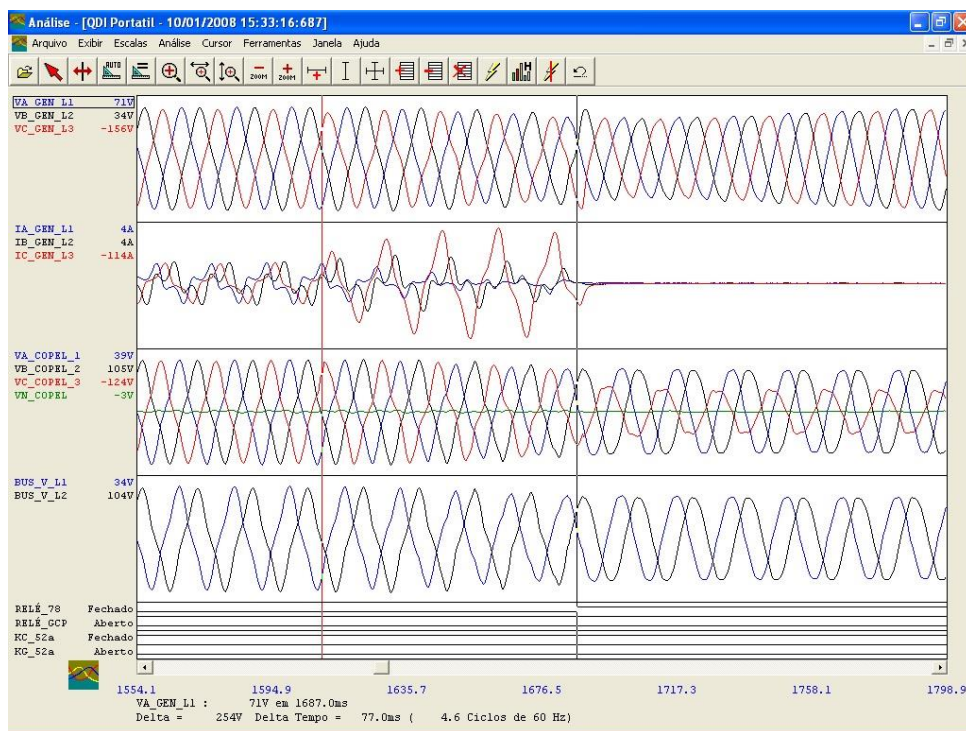 Análise - [QDI Portatil - 10/01/2008 15:33:16:687]
Arquivo Exibir Escalas Análise Cursor Ferramentas Janela Ajuda
AUTO ZOOM ZOOM
VA_GEN_L1 71V
VB_GEN_L2 34V
VC_GEN_L3 -156V
IA_GEN_L1 4A
IB_GEN_L2 4A
IC_GEN_L3 -114A
VA_COPEL_1 39V
VB_COPEL_2 105V
VC_COPEL_3 -124V
VN_COPEL -3V
BUS_V_L1 34V
BUS_V_L2 104V
RELÉ_78 Fechado
RELÉ_GCP Aberto
KC_52a Fechado
KG_52a Aberto
1554.1 1594.9 1635.7 1676.5 1717.3 1758.1 1798.9
VA_GEN_L1 : 71V em 1687.0ms
Delta = 254V Delta Tempo = 77.0ms ( 4.6 Ciclos de 60 Hz)